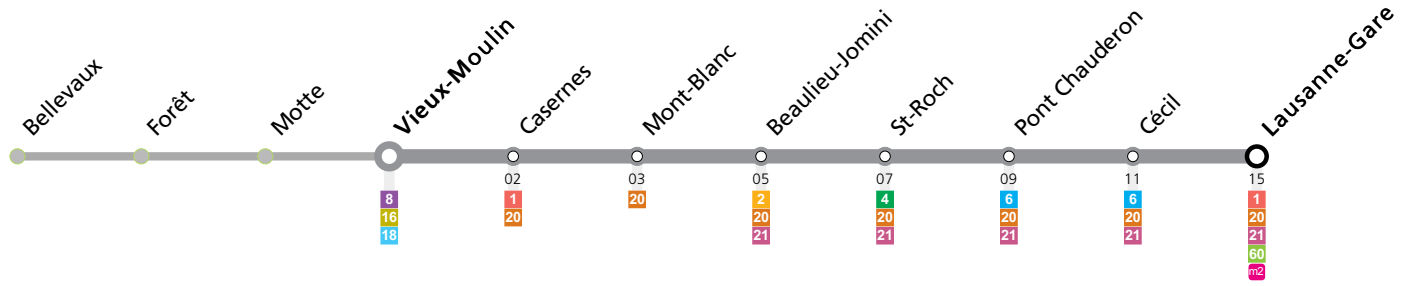 Bellevaux
Forêt
Motte
Vieux-Moulin
Casernes
Mont-Blanc
Beaulieu-Jomini
St-Roch
Pont Chauderon
Cécil
Lausanne-Gare
02 03 05 07 09 11 15
8 1 20 2 4 6 6 1
16 20 20 20 20 20 20
18 21 21 21 21 21
60
m2